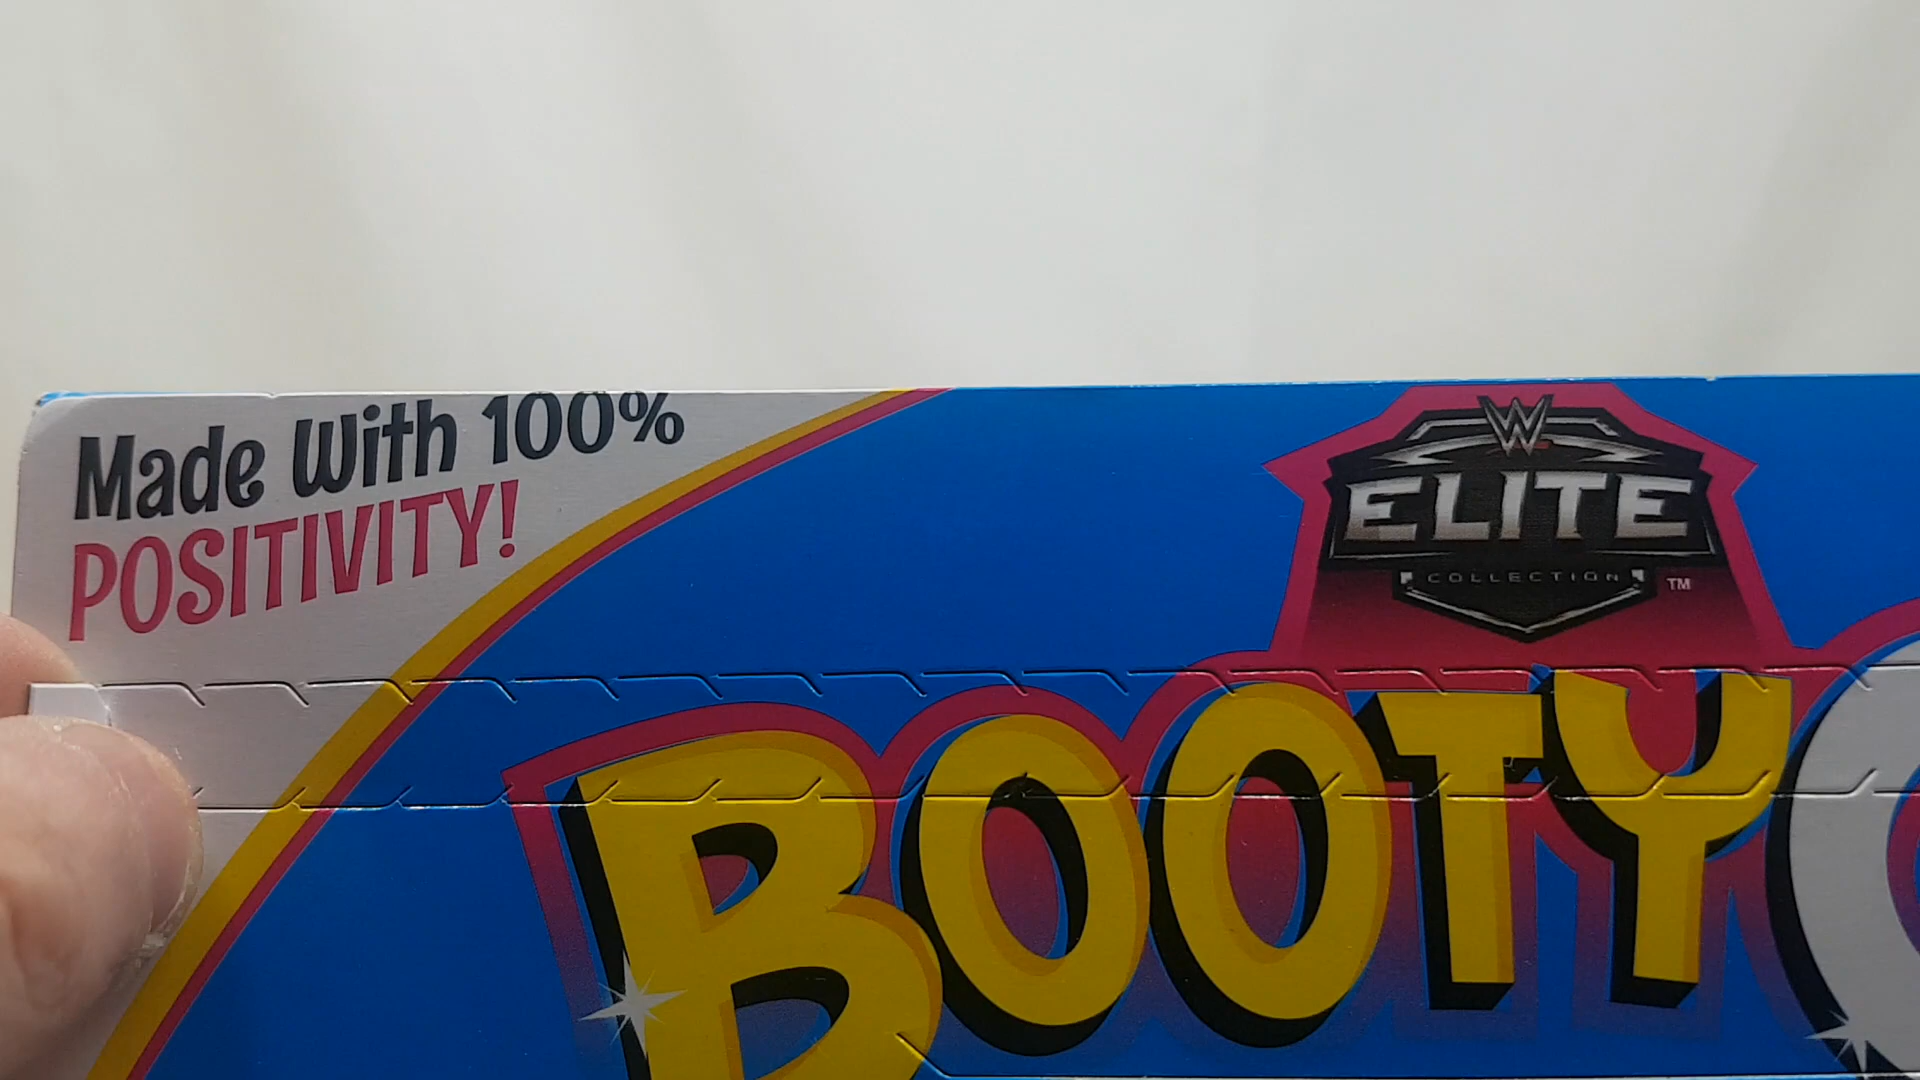 Made With 100%
POSITIVITY!
W
ELITE
COLLECTION TM
BOOTY